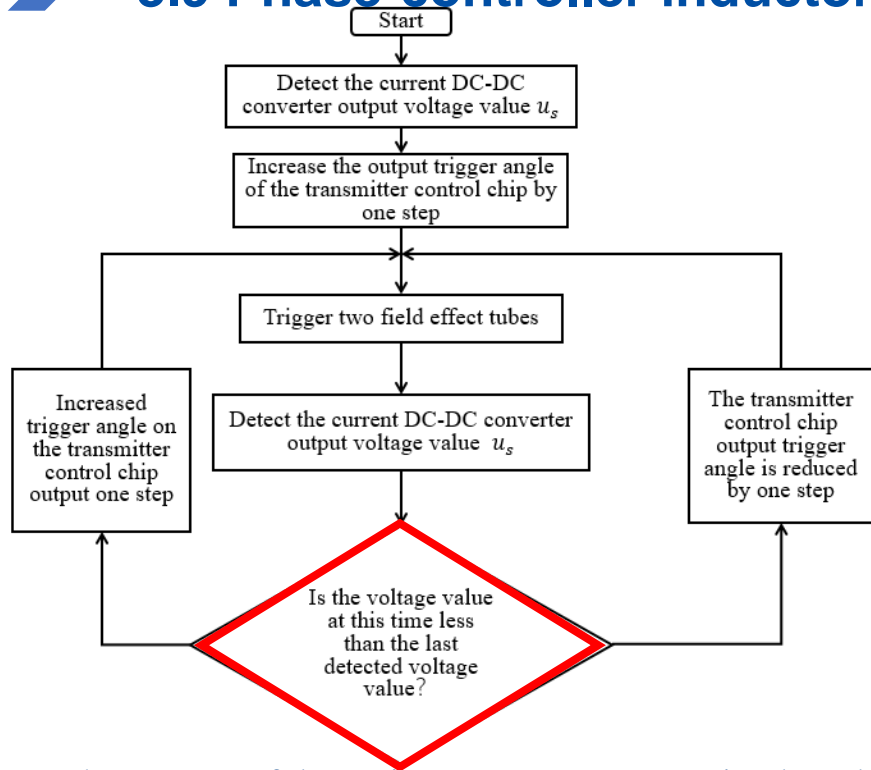 Phase controller inductor
Start
Detect the current DC-DC
converter output voltage value uₛ
Increase the output trigger angle
of the transmitter control chip by
one step
Trigger two field effect tubes
Increased
trigger angle on
the transmitter
control chip
output one step
Detect the current DC-DC converter
output voltage value uₛ
The transmitter
control chip
output trigger
angle is reduced
by one step
Is the voltage value
at this time less
than the last
detected voltage
value?